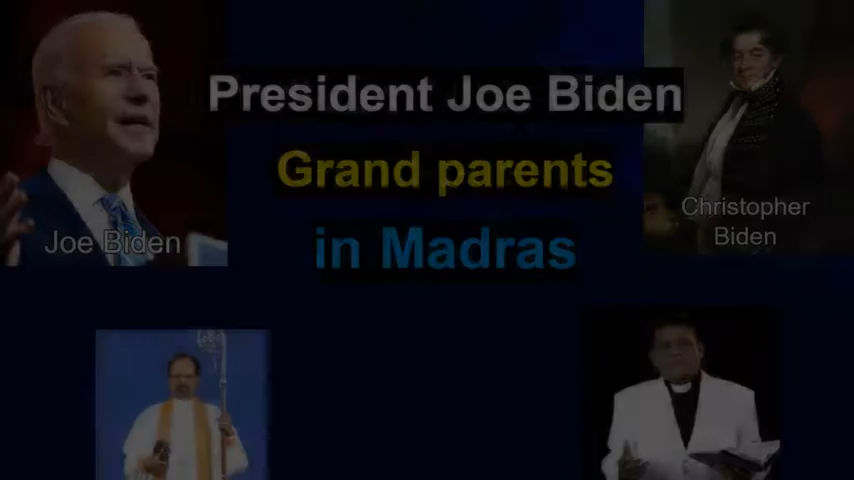 President Joe Biden
Grand parents
in Madras
Joe Biden
Christopher
Biden